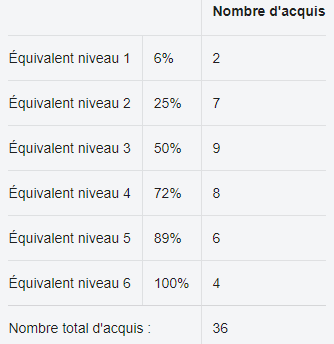 Nombre d'acquis
Équivalent niveau 1 6% 2
Équivalent niveau 2 25% 7
Équivalent niveau 3 50% 9
Équivalent niveau 4 72% 8
Équivalent niveau 5 89% 6
Équivalent niveau 6 100% 4
Nombre total d'acquis : 36